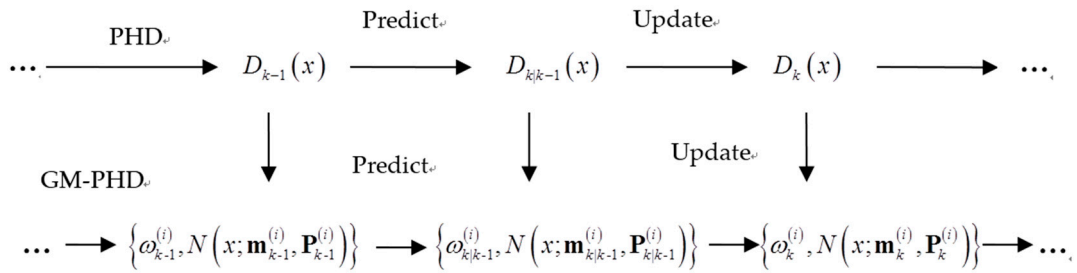 PHD Predict Update
… D_{k-1}(x) D_{k|k-1}(x) D_k(x) …
Predict Update
GM-PHD
… {ω_{k-1}^{(i)}, N(x; m_{k-1}^{(i)}, P_{k-1}^{(i)})} {ω_{k|k-1}^{(i)}, N(x; m_{k|k-1}^{(i)}, P_{k|k-1}^{(i)})} {ω_k^{(i)}, N(x; m_k^{(i)}, P_k^{(i)})} …